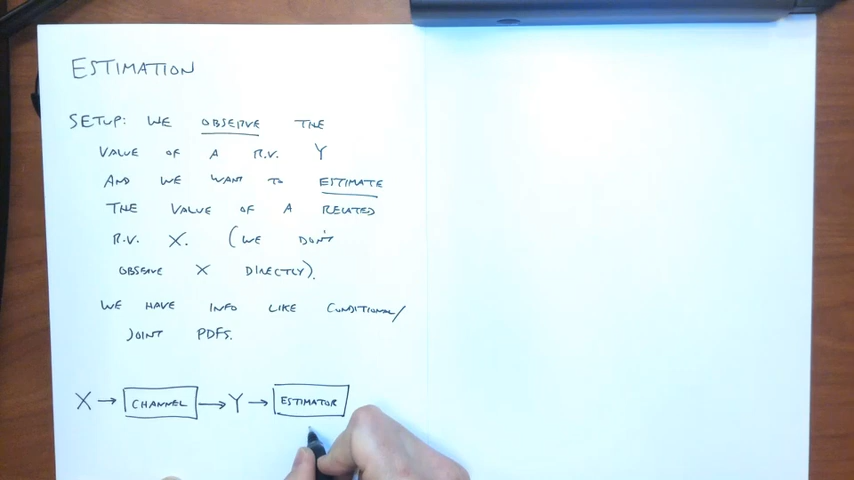 ESTIMATION
SETUP: WE OBSERVE THE
VALUE OF A R.V. Y
AND WE WANT TO ESTIMATE
THE VALUE OF A RELATED
R.V. X. (WE DON'T
OBSERVE X DIRECTLY).
WE HAVE INFO LIKE CONDITIONAL/
JOINT PDFS.
X → CHANNEL → Y → ESTIMATOR